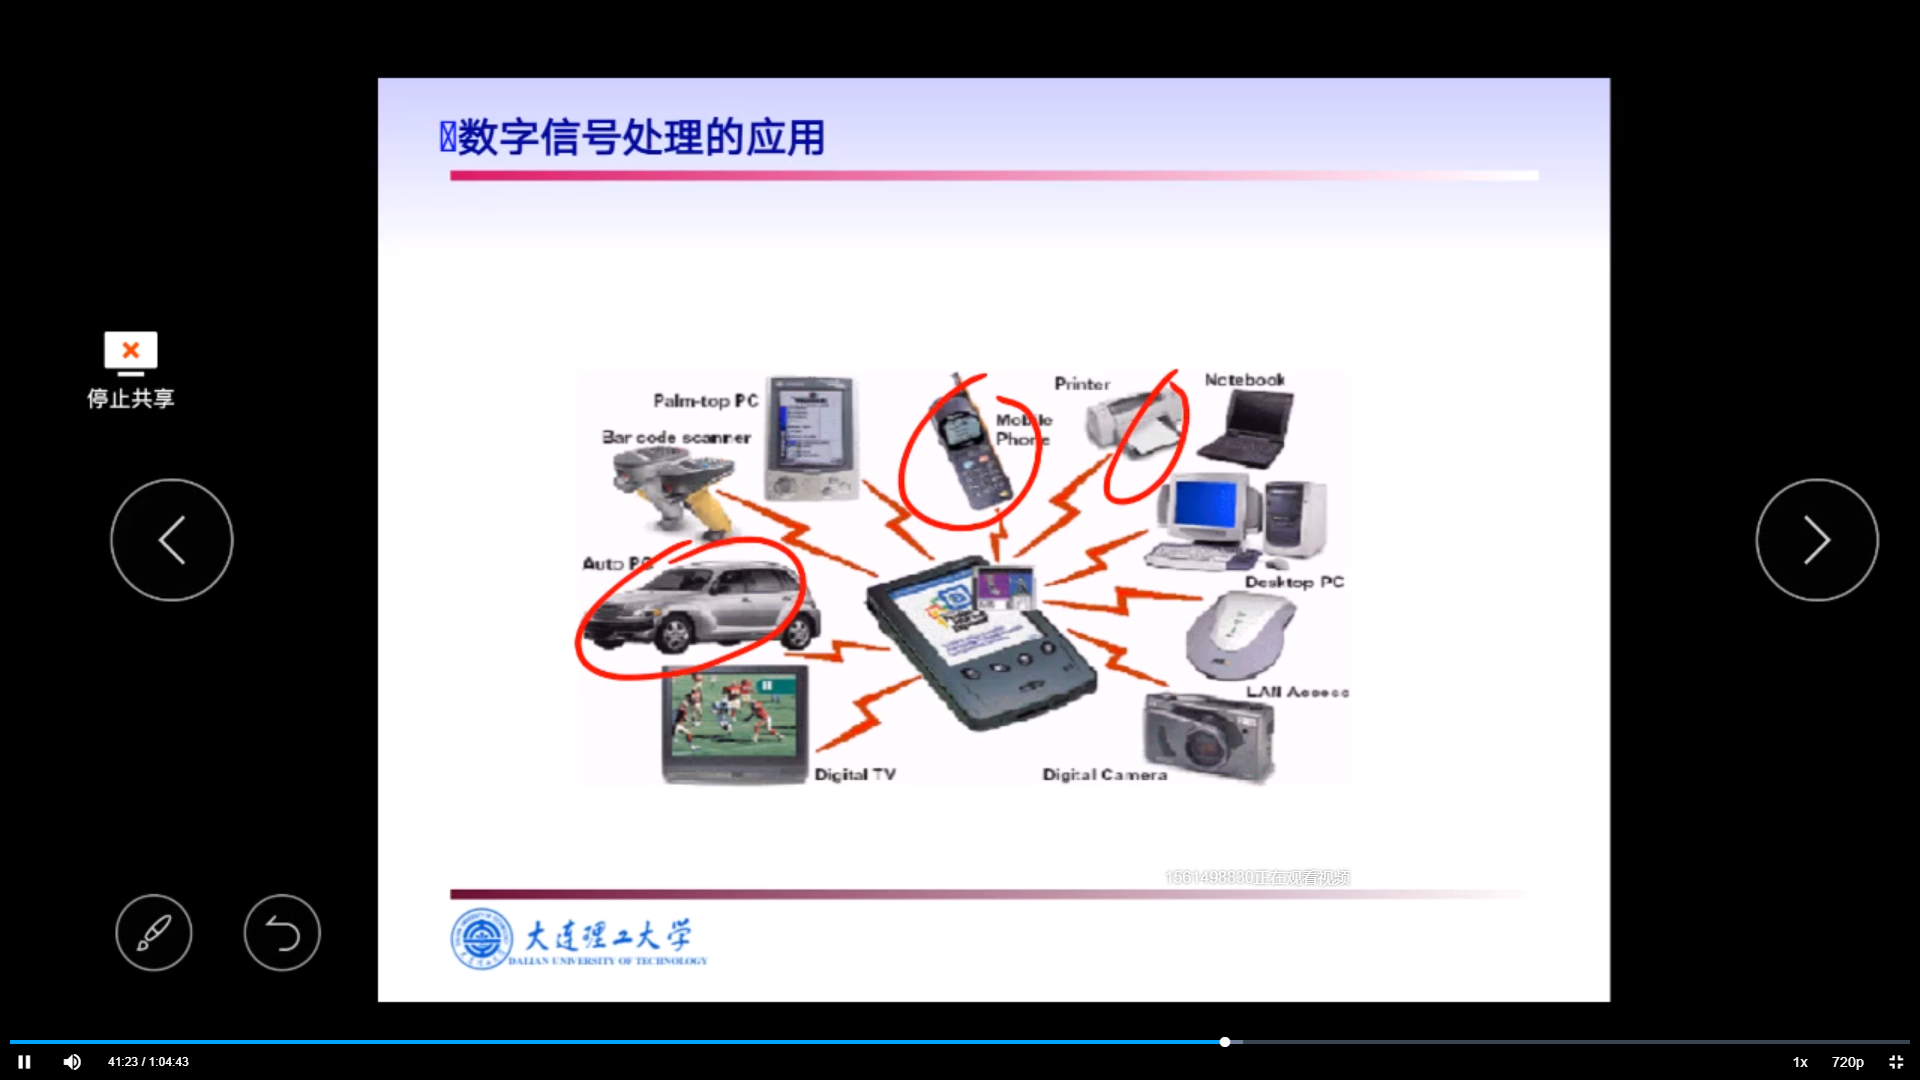 数字信号处理的应用
停止共享
Palm-top PC
Bar code scanner
Mobile
Phone
Printer
Notebook
Auto PC
Desktop PC
LAN Access
Digital TV
Digital Camera
1561498830正在观看视频
大连理工大学
DALIAN UNIVERSITY OF TECHNOLOGY
41:23 / 1:04:43
1x
720p